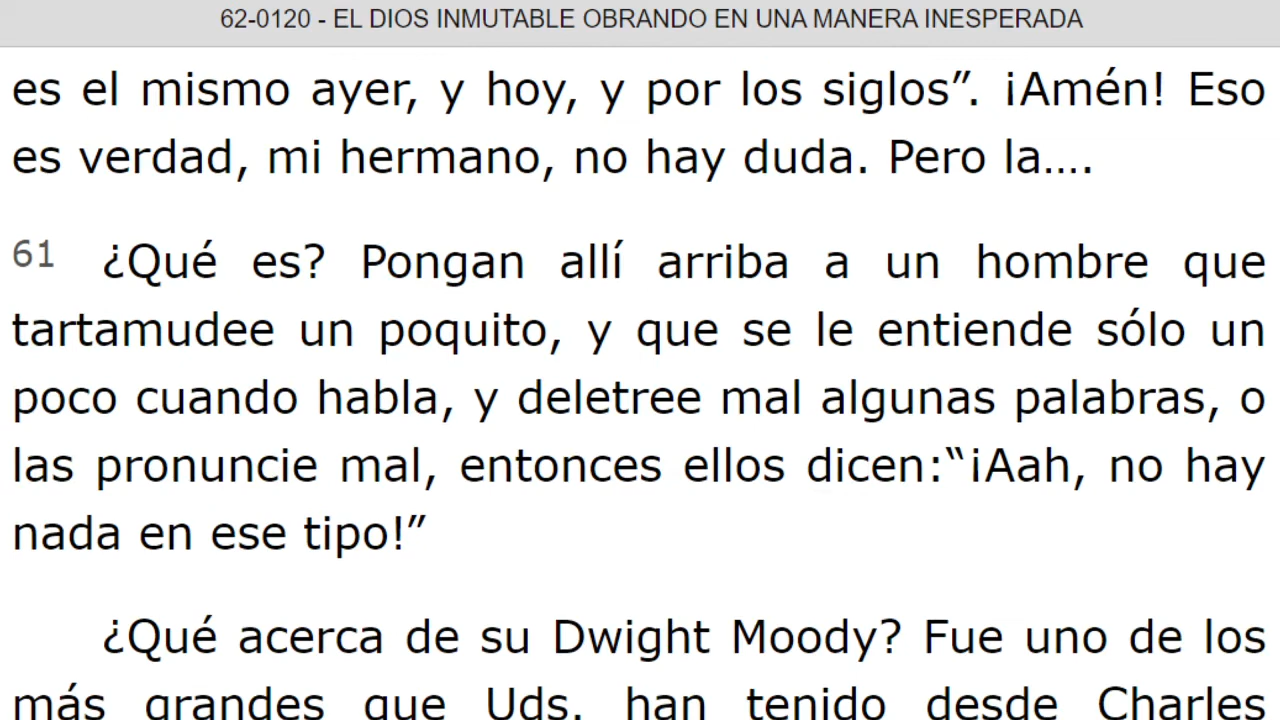 62-0120 - EL DIOS INMUTABLE OBRANDO EN UNA MANERA INESPERADA
es el mismo ayer, y hoy, y por los siglos”. ¡Amén! Eso
es verdad, mi hermano, no hay duda. Pero la….
61 ¿Qué es? Pongan allí arriba a un hombre que
tartamudee un poquito, y que se le entiende sólo un
poco cuando habla, y deletree mal algunas palabras, o
las pronuncie mal, entonces ellos dicen:“¡Aah, no hay
nada en ese tipo!”
¿Qué acerca de su Dwight Moody? Fue uno de los
más grandes que Uds. han tenido desde Charles